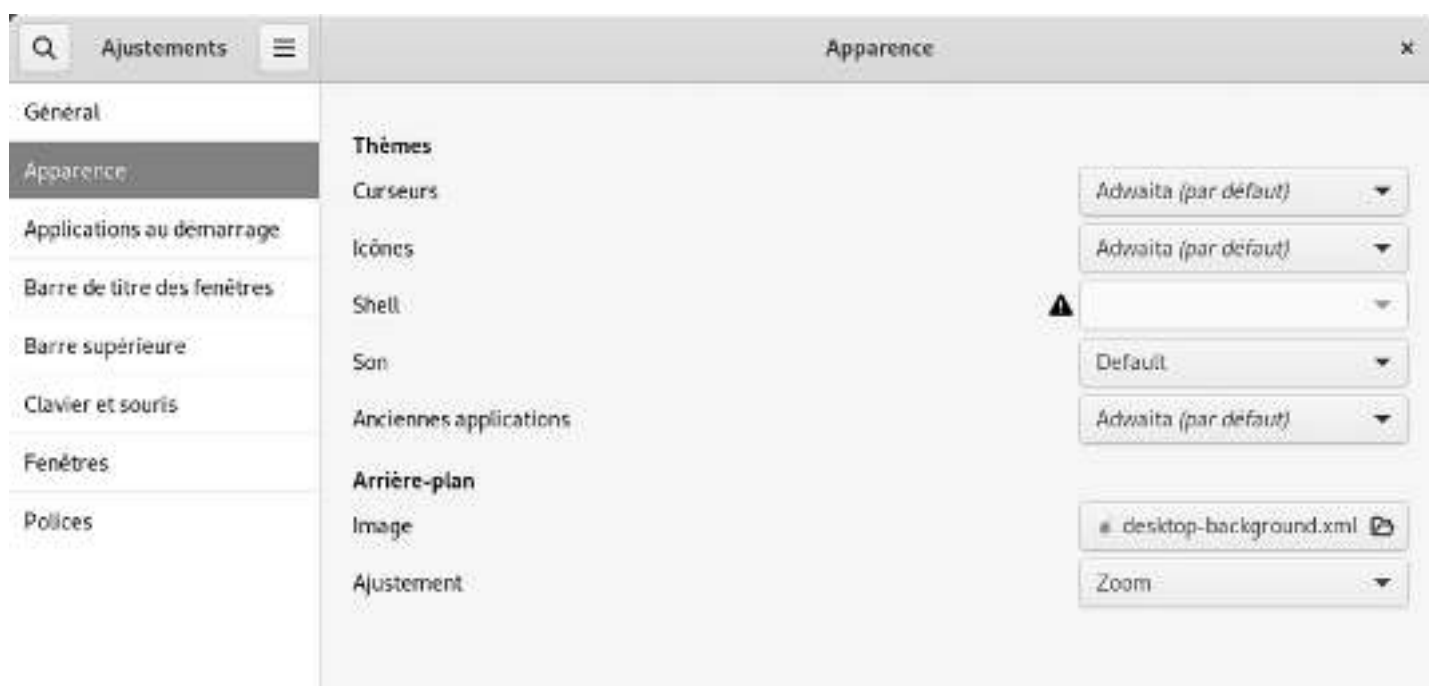 Ajustements
Apparence
Général
Apparence
Applications au démarrage
Barre de titre des fenêtres
Barre supérieure
Clavier et souris
Fenêtres
Polices
Thèmes
Curseurs Adwaita (par défaut)
Icônes Adwaita (par défaut)
Shell
Son Default
Anciennes applications Adwaita (par défaut)
Arrière-plan
Image desktop-background.xml
Ajustement Zoom